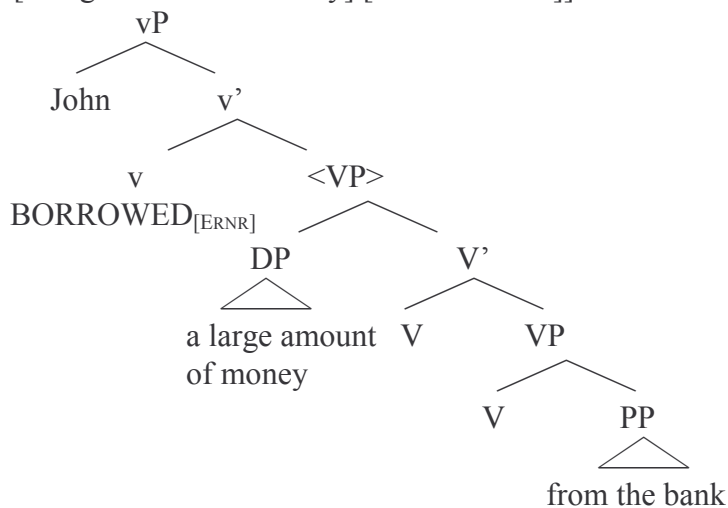 vP
John v’
v <VP>
BORROWED[ERNR]
DP V’
a large amount V VP
of money
V PP
from the bank